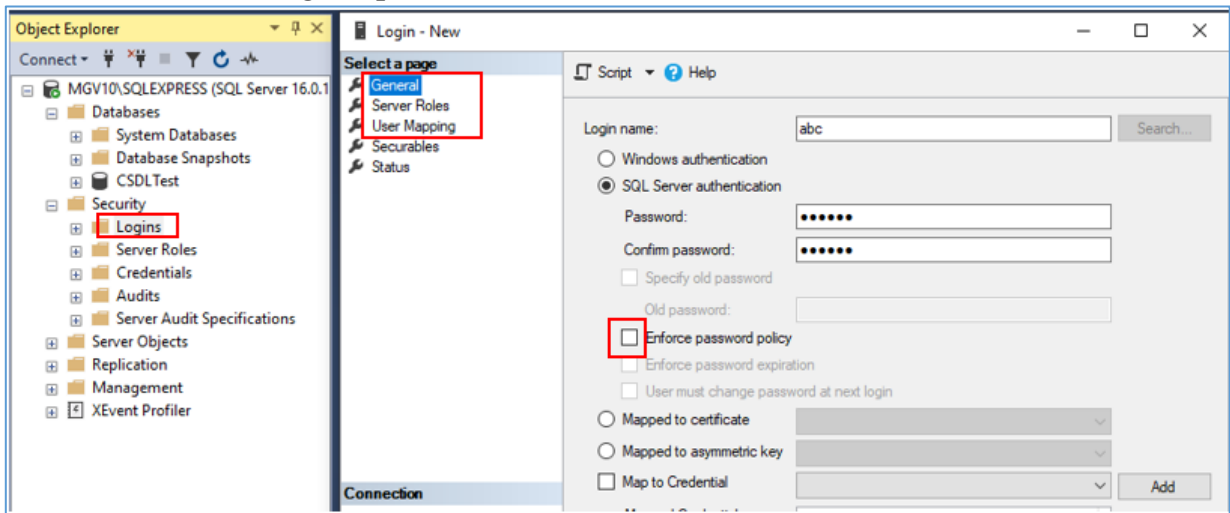 Object Explorer
Connect
MGV10\SQLEXPRESS (SQL Server 16.0.1
Databases
System Databases
Database Snapshots
CSDLTest
Security
Logins
Server Roles
Credentials
Audits
Server Audit Specifications
Server Objects
Replication
Management
XEvent Profiler
Login - New
Select a page
General
Server Roles
User Mapping
Securables
Status
Connection
Script
Help
Login name:
abc
Search...
Windows authentication
SQL Server authentication
Password:
••••••
Confirm password:
••••••
Specify old password
Old password:
Enforce password policy
Enforce password expiration
User must change password at next login
Mapped to certificate
Mapped to asymmetric key
Map to Credential
Add